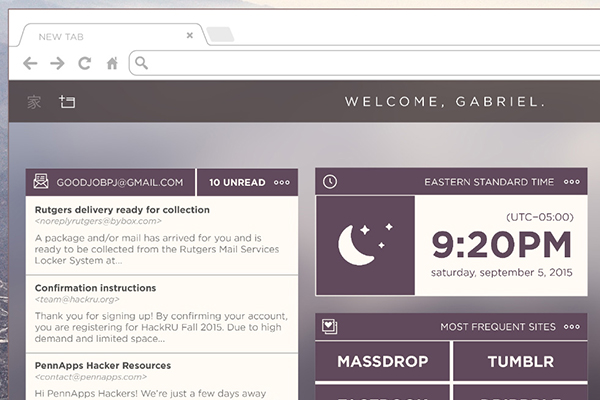 NEW TAB
家
WELCOME, GABRIEL.
GOODJOBPJ@GMAIL.COM
10 UNREAD
Rutgers delivery ready for collection
<noreplyrutgers@bybox.com>
A package and/or mail has arrived for you and is
ready to be collected from the Rutgers Mail Services
Locker System at...
Confirmation instructions
<team@hackru.org>
Thank you for signing up! By confirming your account,
you are registering for HackRU Fall 2015. Due to high
demand and limited space...
PennApps Hacker Resources
<contact@pennapps.com>
Hi PennApps Hackers! We're just a few days away
EASTERN STANDARD TIME
(UTC-05:00)
9:20PM
saturday, september 5, 2015
MOST FREQUENT SITES
MASSDROP
TUMBLR